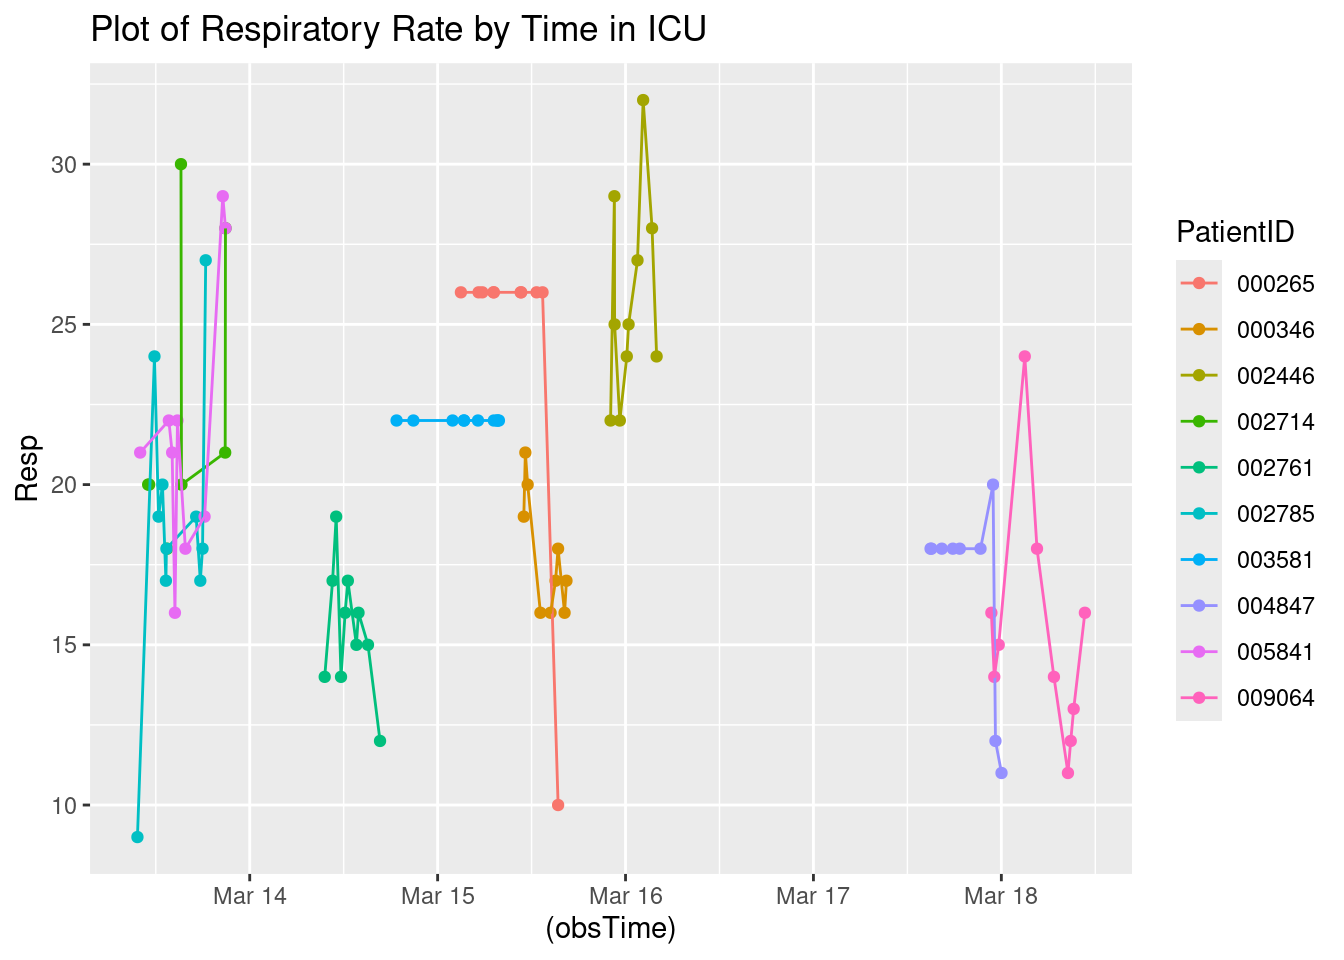 Plot of Respiratory Rate by Time in ICU
Resp
30
25
20
15
10
Mar 14
Mar 15
Mar 16
Mar 17
Mar 18
(obsTime)
PatientID
000265
000346
002446
002714
002761
002785
003581
004847
005841
009064